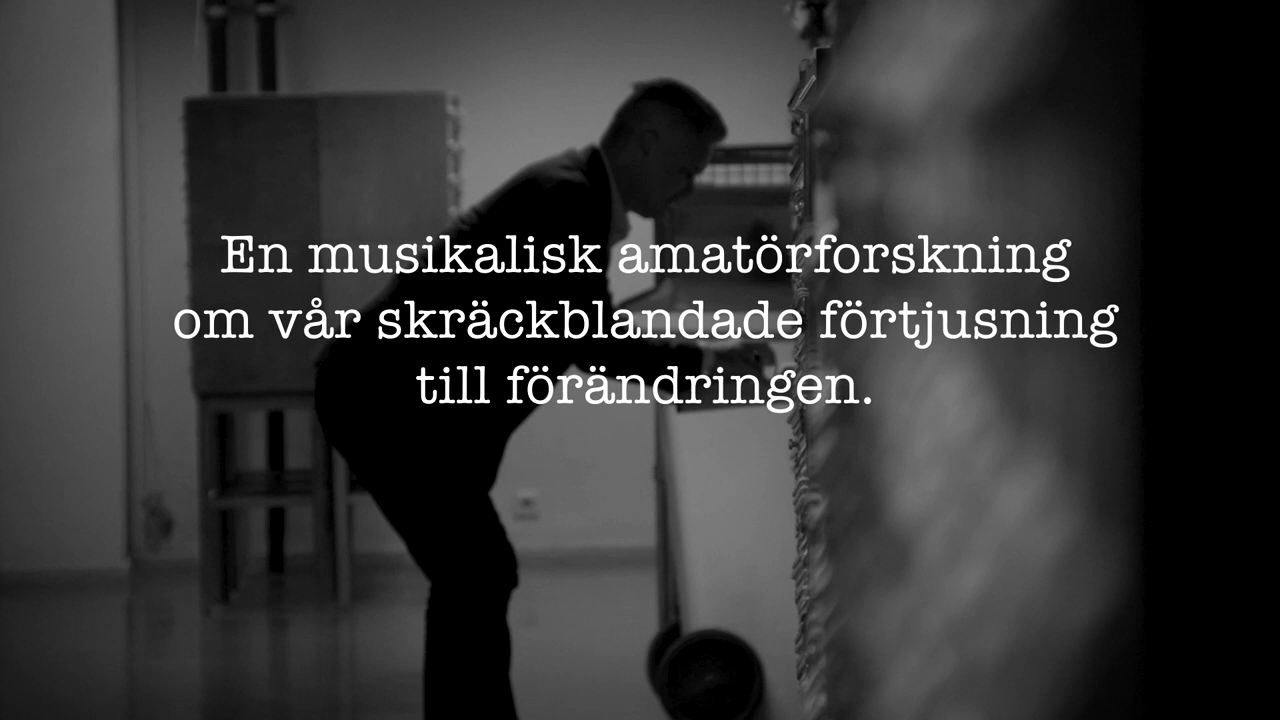 En musikalisk amatörforskning
om vår skräckblandade förtjusning
till förändringen.